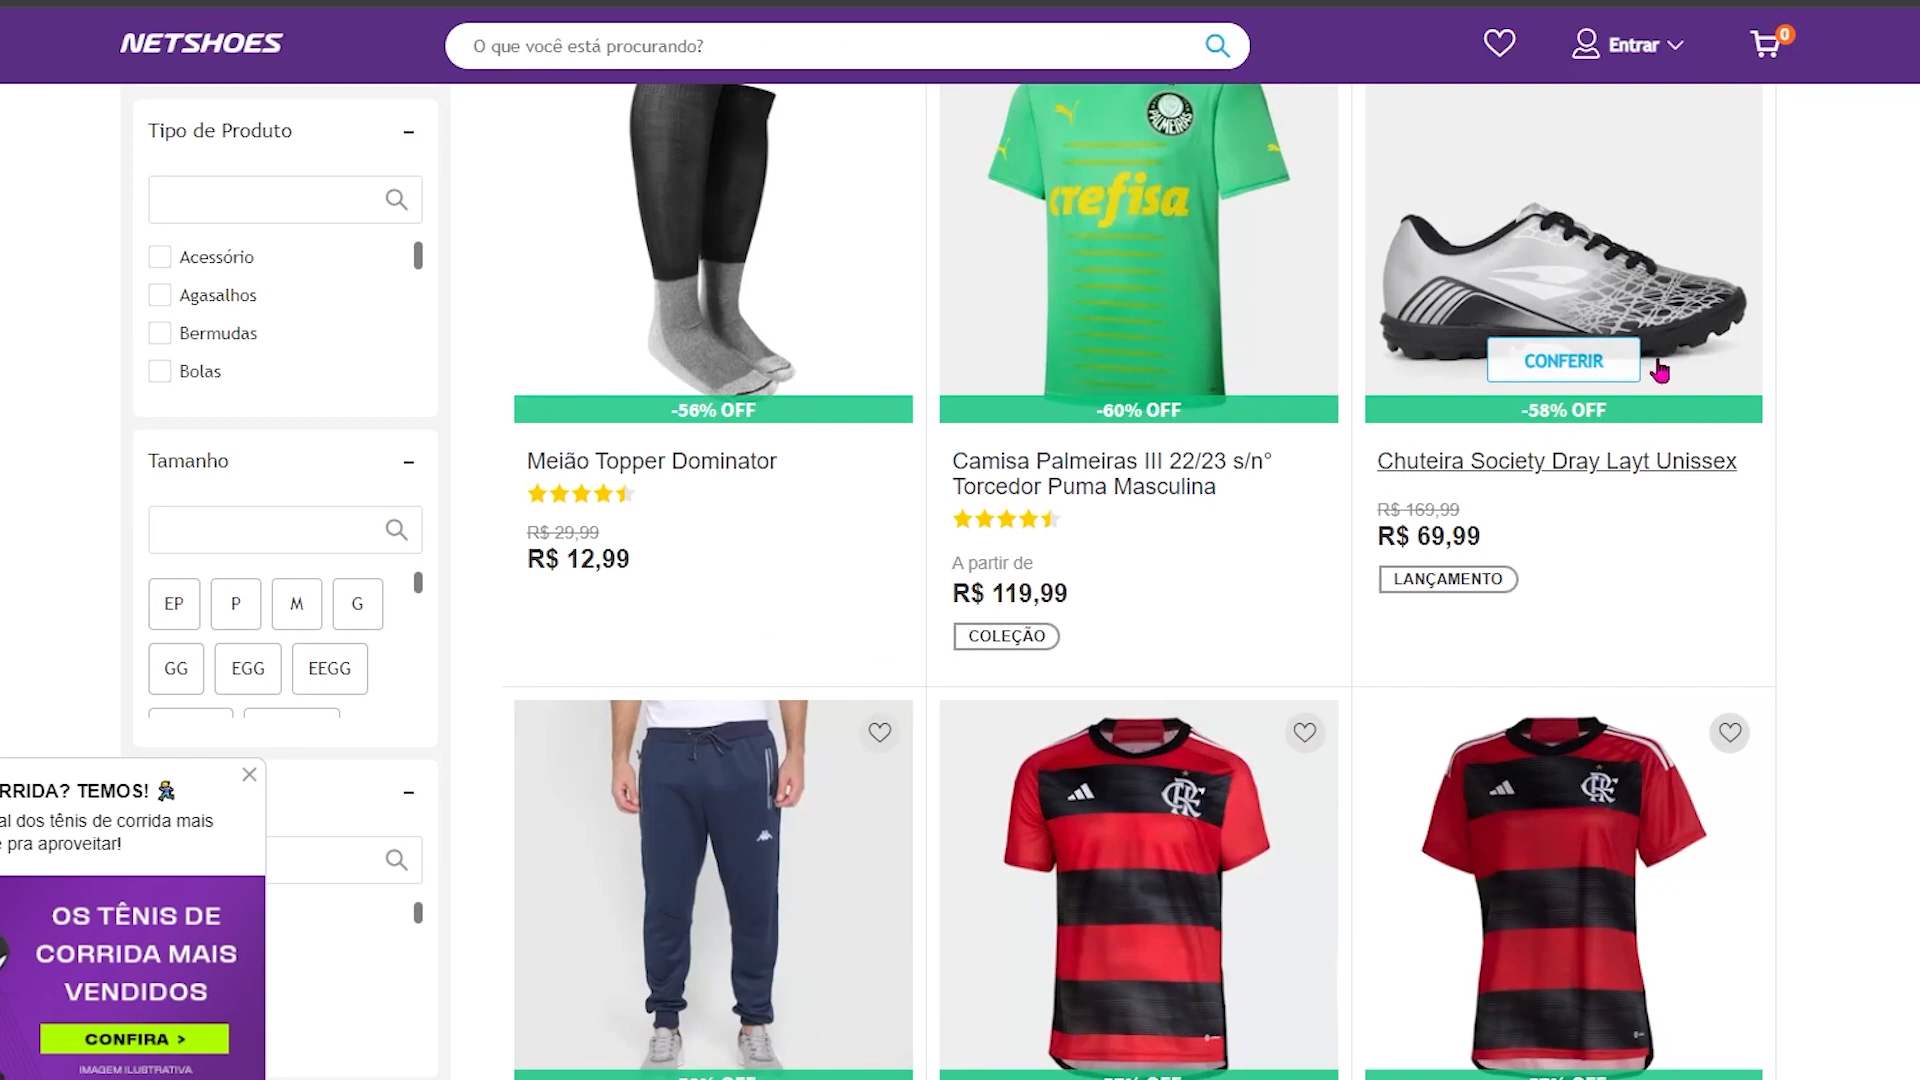 NETSHOES
O que você está procurando?
Entrar
0
Tipo de Produto
Acessório
Agasalhos
Bermudas
Bolas
Tamanho
EP
P
M
G
GG
EGG
EEGG
RRIDA? TEMOS!
al dos tênis de corrida mais
e pra aproveitar!
OS TÊNIS DE
CORRIDA MAIS
VENDIDOS
CONFIRA >
IMAGEM ILUSTRATIVA
-56% OFF
Meião Topper Dominator
R$ 29,99
R$ 12,99
PALMEIRAS
crefisa
-60% OFF
Camisa Palmeiras III 22/23 s/n°
Torcedor Puma Masculina
A partir de
R$ 119,99
COLEÇÃO
CONFERIR
-58% OFF
Chuteira Society Dray Layt Unissex
R$ 169,99
R$ 69,99
LANÇAMENTO